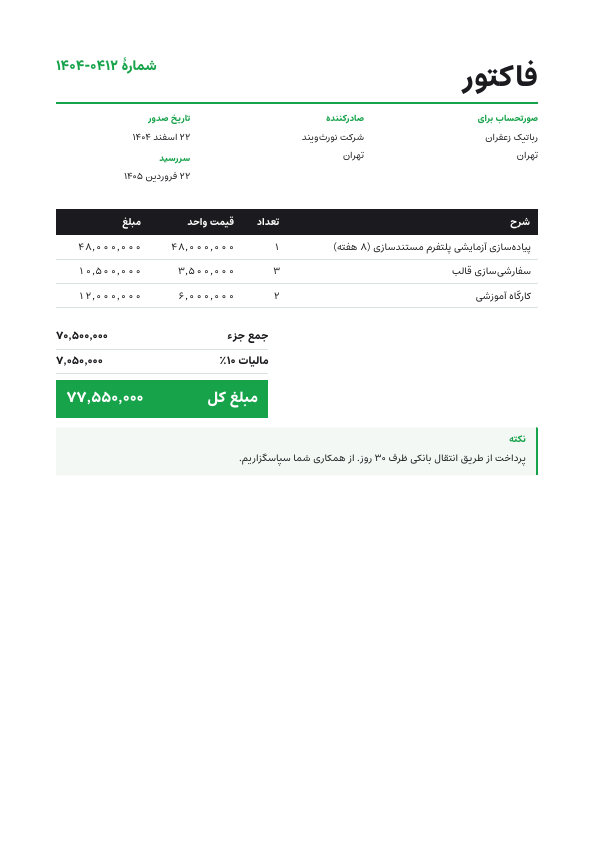 فاکتور
شمارهٔ ۱۴۰۴-۰۴۱۲
صورتحساب برای
رباتیک زعفران
تهران
صادرکننده
شرکت نورث‌ویند
تهران
تاریخ صدور
۲۲ اسفند ۱۴۰۴
سررسید
۲۲ فروردین ۱۴۰۵
شرح تعداد قیمت واحد مبلغ
پیاده‌سازی آزمایشی پلتفرم مستندسازی (۸ هفته) ۱ ۴۸,۰۰۰,۰۰۰ ۴۸,۰۰۰,۰۰۰
سفارشی‌سازی قالب ۳ ۳,۵۰۰,۰۰۰ ۱۰,۵۰۰,۰۰۰
کارگاه آموزشی ۲ ۶,۰۰۰,۰۰۰ ۱۲,۰۰۰,۰۰۰
جمع جزء ۷۰,۵۰۰,۰۰۰
مالیات ۱۰٪ ۷,۰۵۰,۰۰۰
مبلغ کل ۷۷,۵۵۰,۰۰۰
نکته
پرداخت از طریق انتقال بانکی ظرف ۳۰ روز. از همکاری شما سپاسگزاریم.